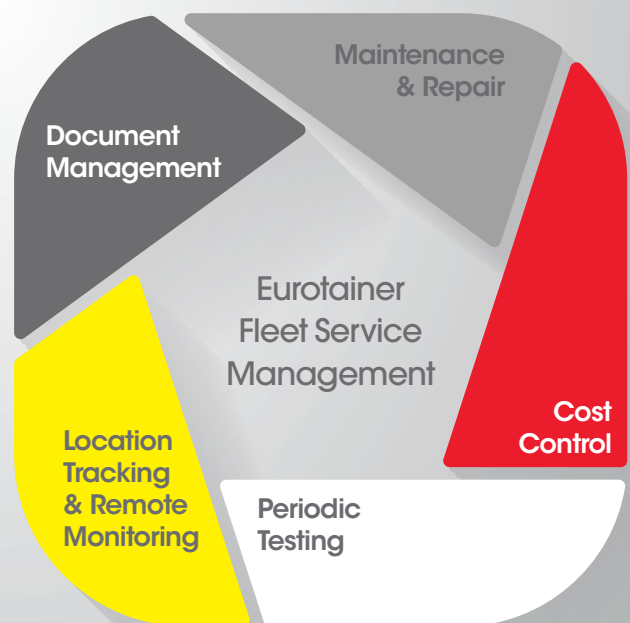 Maintenance
& Repair
Document
Management
Eurotainer
Fleet Service
Management
Cost
Control
Location
Tracking
& Remote
Monitoring
Periodic
Testing